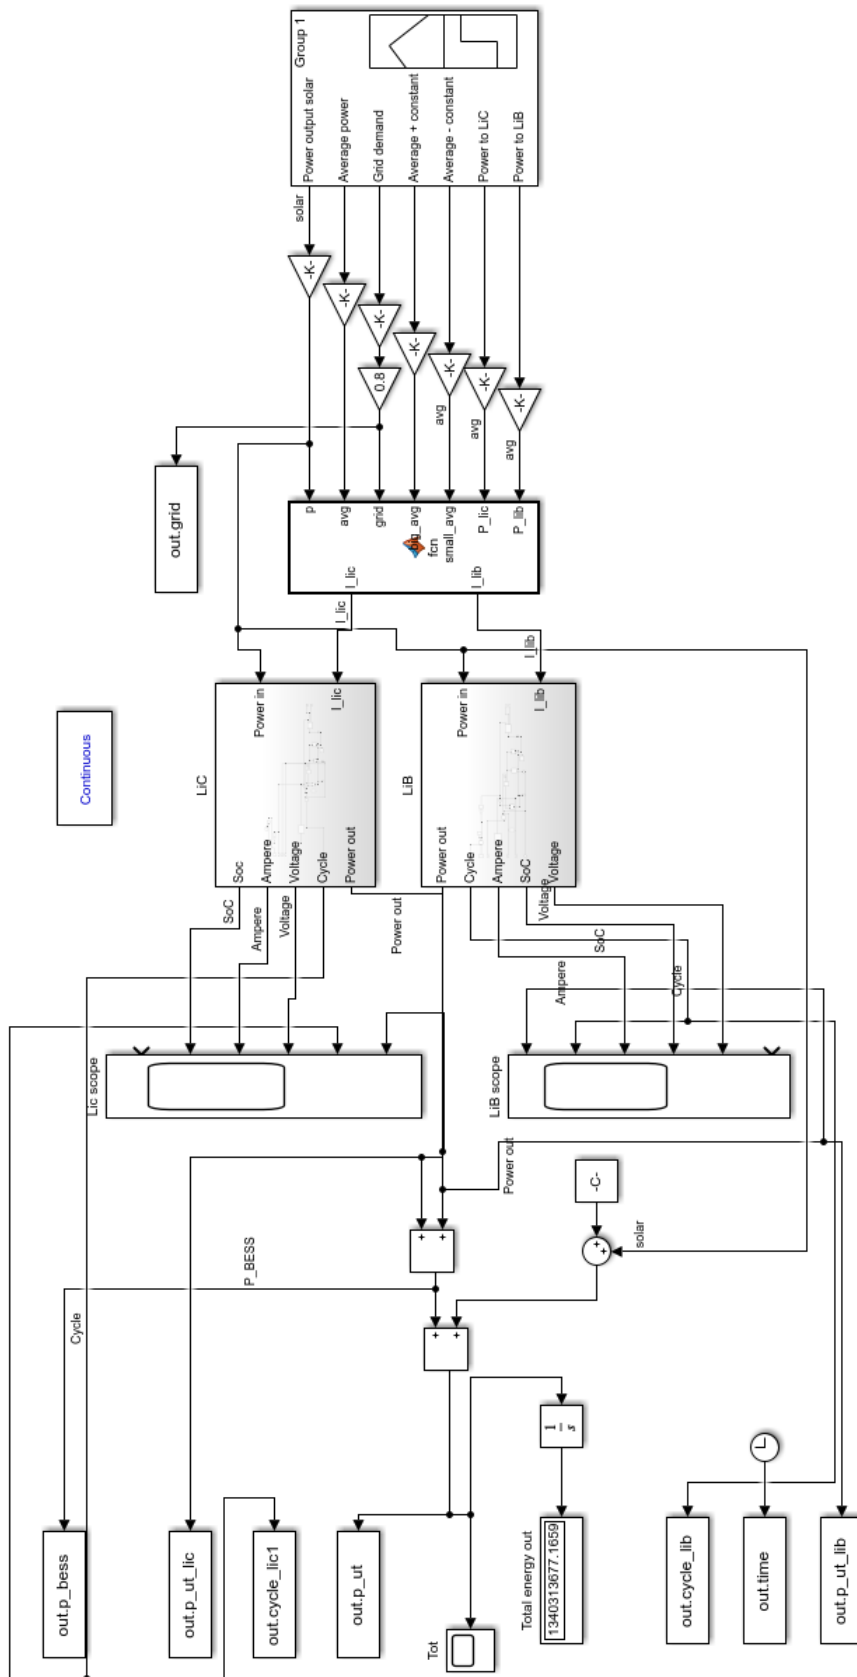 Group 1
Power output solar
Average power
Grid demand
Average + constant
Average - constant
Power to LiC
Power to LiB
solar
-K-
-K-
-K-
-K-
-K-
-K-
-K-
0.8
avg
avg
avg
out.grid
p
avg
grid
big_avg
small_avg
P_lic
P_lib
fcn
I_lic
I_lib
I_lic
I_lib
Continuous
LiC
Power in
I_lic
Soc
Ampere
Voltage
Cycle
Power out
LiB
Power in
I_lib
Power out
Cycle
Ampere
SoC
Voltage
SoC
Ampere
Voltage
Power out
Voltage
SoC
Ampere
Cycle
Lic scope
LiB scope
Power out
-C-
solar
+
+
+
+
+
+
P_BESS
Cycle
1
s
out.p_bess
out.p_ut_lic
out.cycle_lic1
out.p_ut
Tot
Total energy out
1340313677.1659
out.cycle_lib
out.time
out.p_ut_lib